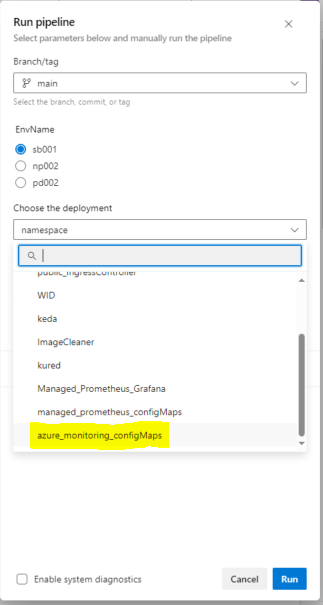 Run pipeline
Select parameters below and manually run the pipeline
Branch/tag
main
Select the branch, commit, or tag
EnvName
sb001
np002
pd002
Choose the deployment
namespace
public_IngressController
WID
keda
ImageCleaner
kured
Managed_Prometheus_Grafana
managed_prometheus_configMaps
azure_monitoring_configMaps
Enable system diagnostics
Cancel
Run